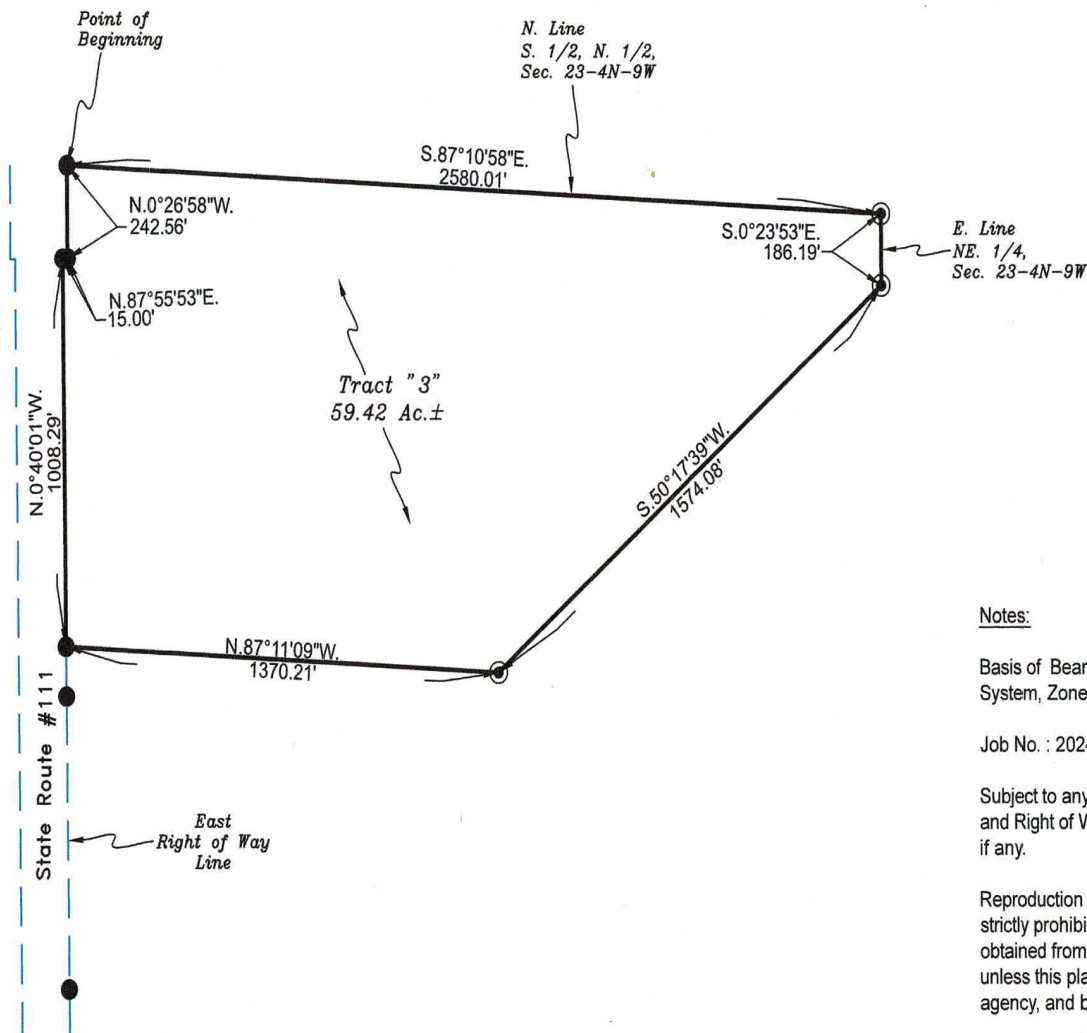 Point of
Beginning
N. Line
S. 1/2, N. 1/2,
Sec. 23-4N-9W
S.87°10'58"E.
2580.01'
N.0°26'58"W.
242.56'
S.0°23'53"E.
186.19'
E. Line
NE. 1/4,
Sec. 23-4N-9W
N.87°55'53"E.
15.00'
Tract "3"
59.42 Ac.±
N.0°40'01"W.
1008.29'
S.50°17'39"W.
1574.08'
N.87°11'09"W.
1370.21'
State Route #111
East
Right of Way
Line
Notes:
Basis of Bear
System, Zone
Job No. : 202
Subject to any
and Right of W
if any.
Reproduction
strictly prohibi
obtained from
unless this pla
agency, and b